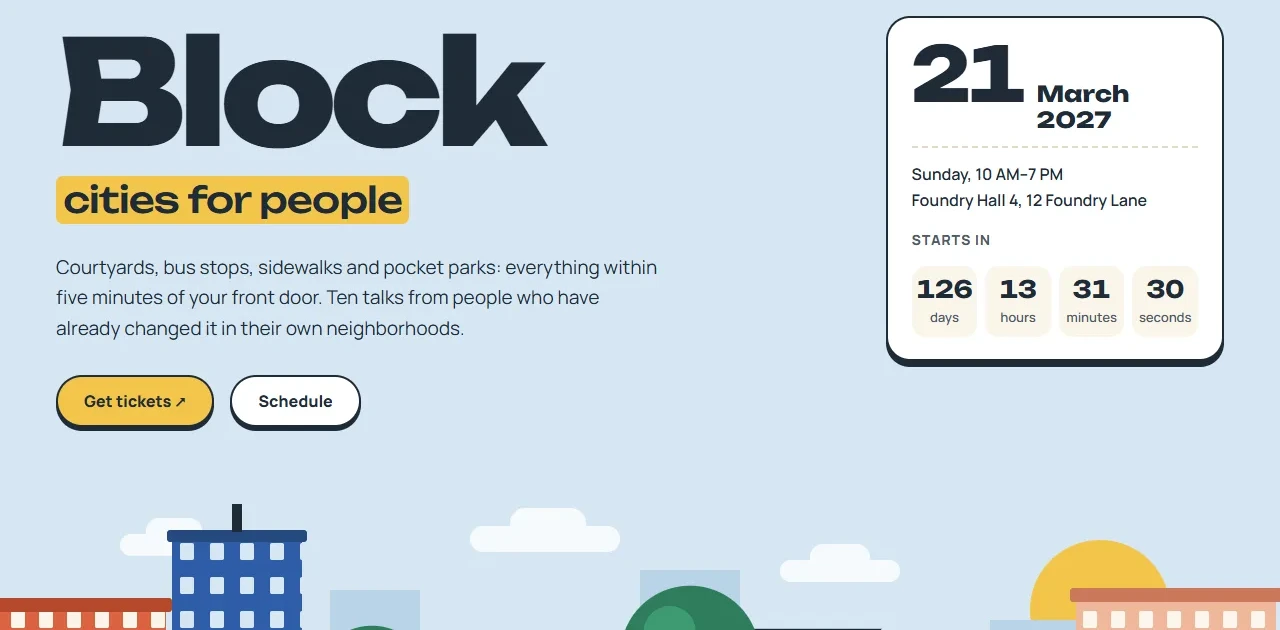 Block
cities for people
Courtyards, bus stops, sidewalks and pocket parks: everything within
five minutes of your front door. Ten talks from people who have
already changed it in their own neighborhoods.
Get tickets ↗
Schedule
21 March
2027
Sunday, 10 AM–7 PM
Foundry Hall 4, 12 Foundry Lane
STARTS IN
126 13 31 30
days hours minutes seconds